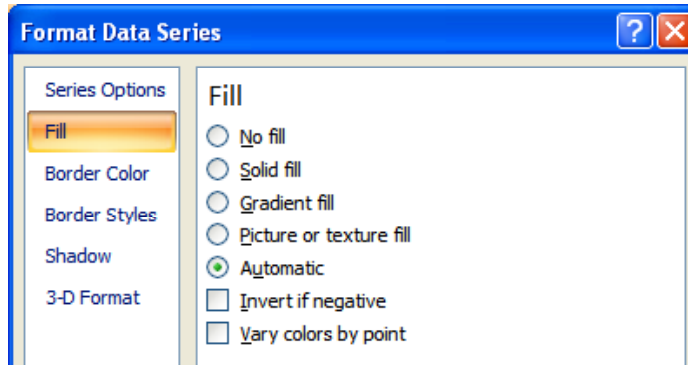 Format Data Series
Series Options
Fill
Border Color
Border Styles
Shadow
3-D Format
Fill
No fill
Solid fill
Gradient fill
Picture or texture fill
Automatic
Invert if negative
Vary colors by point